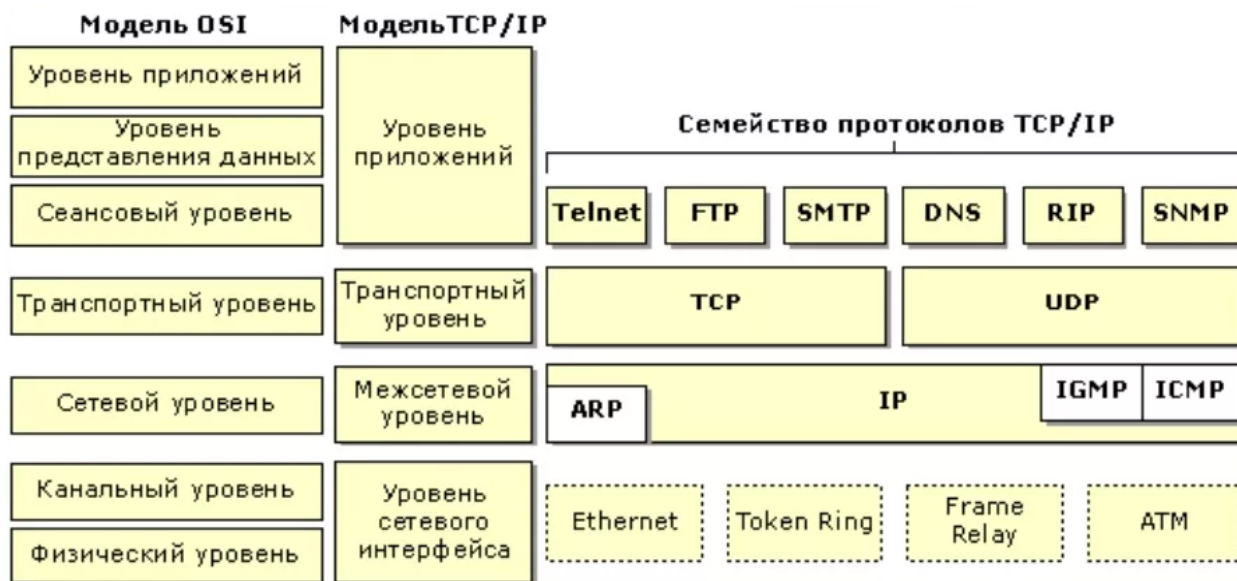 Модель OSI
МодельTCP/IP
Уровень приложений
Уровень
представления данных
Сеансовый уровень
Уровень
приложений
Семейство протоколов TCP/IP
Telnet
FTP
SMTP
DNS
RIP
SNMP
Транспортный уровень
Транспортный
уровень
TCP
UDP
Сетевой уровень
Межсетевой
уровень
ARP
IP
IGMP
ICMP
Канальный уровень
Физический уровень
Уровень
сетевого
интерфейса
Ethernet
Token Ring
Frame
Relay
ATM